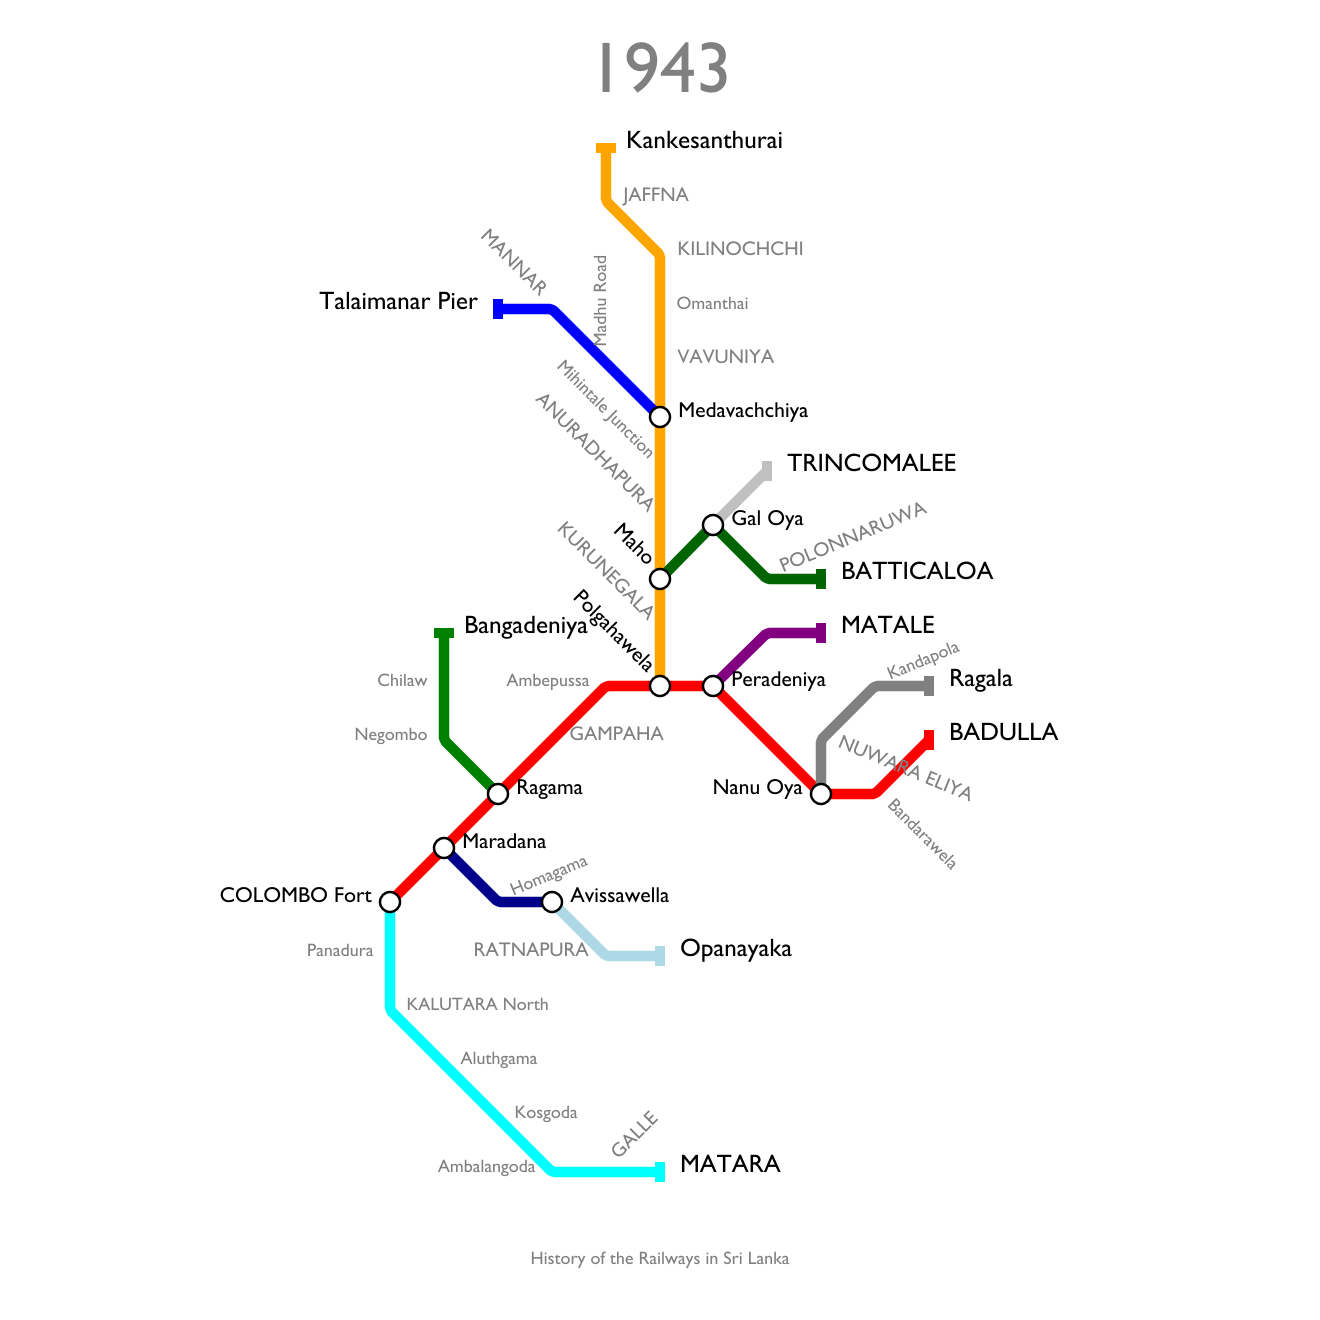 1943
Kankesanthurai
JAFFNA
MANNAR
KILINOCHCHI
Madhu Road
Talaimanar Pier
Omanthai
VAVUNIYA
Mihintale Junction
Medavachchiya
ANURADHAPURA
TRINCOMALEE
Gal Oya
POLONNARUWA
Maho
KURUNEGALA
BATTICALOA
Polgahawela
Bangadeniya
MATALE
Kandapola
Chilaw
Ambepussa
Peradeniya
Ragala
Negombo
GAMPAHA
NUWARA ELIYA
BADULLA
Ragama
Nanu Oya
Bandarawela
Maradana
Homagama
COLOMBO Fort
Avissawella
Panadura
RATNAPURA
Opanayaka
KALUTARA North
Aluthgama
Kosgoda
GALLE
Ambalangoda
MATARA
History of the Railways in Sri Lanka